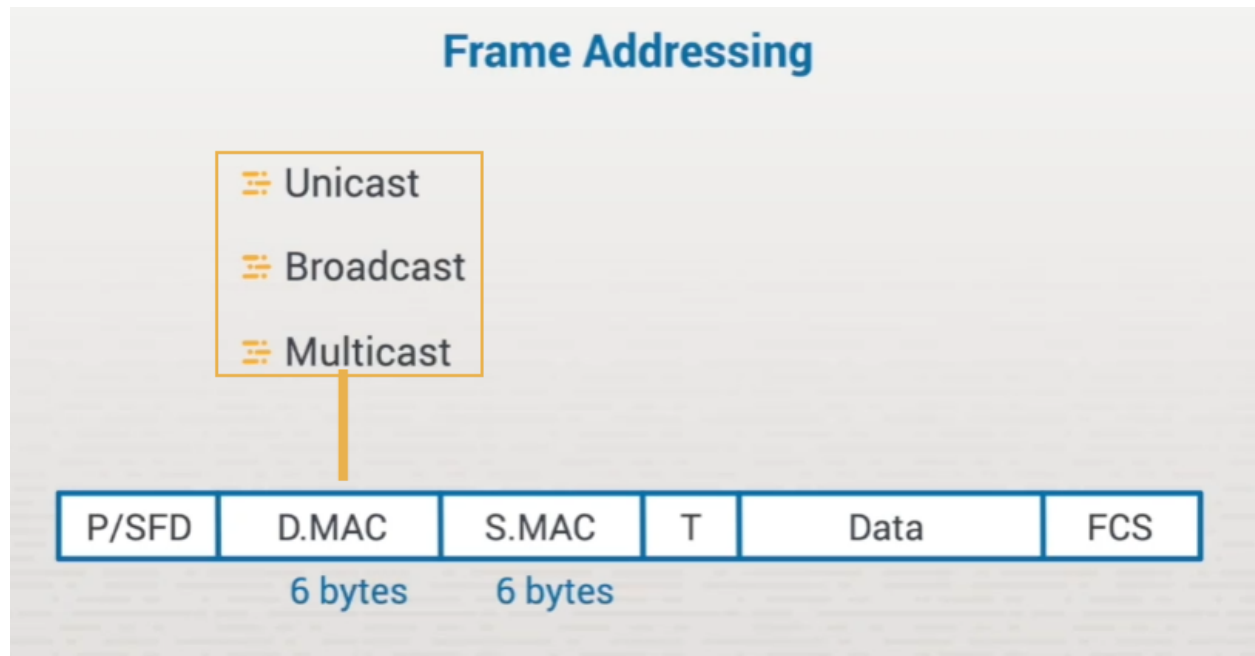 Frame Addressing
Unicast
Broadcast
Multicast
P/SFD D.MAC S.MAC T Data FCS
6 bytes 6 bytes